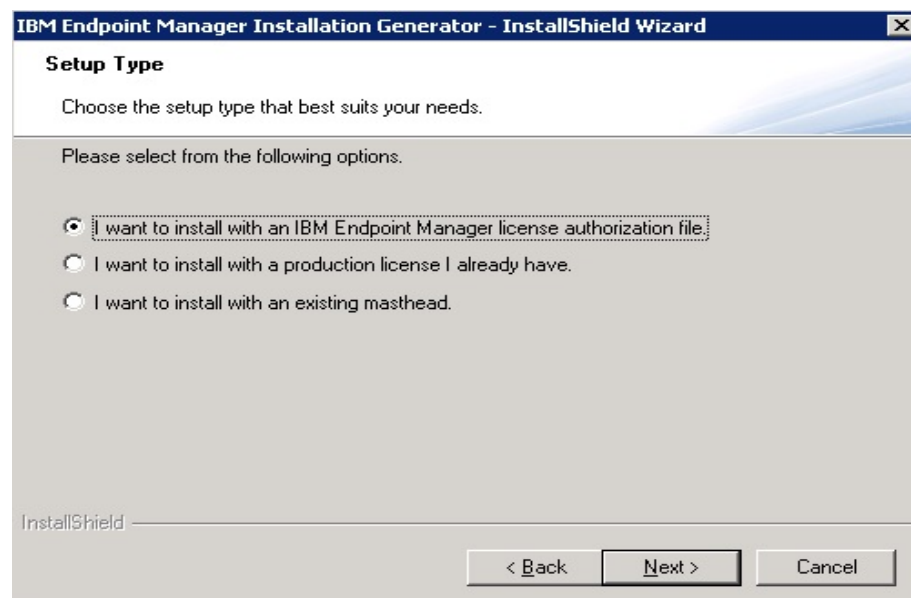 IBM Endpoint Manager Installation Generator - InstallShield Wizard
Setup Type
Choose the setup type that best suits your needs.
Please select from the following options.
I want to install with an IBM Endpoint Manager license authorization file.
I want to install with a production license I already have.
I want to install with an existing masthead.
InstallShield
< Back
Next >
Cancel